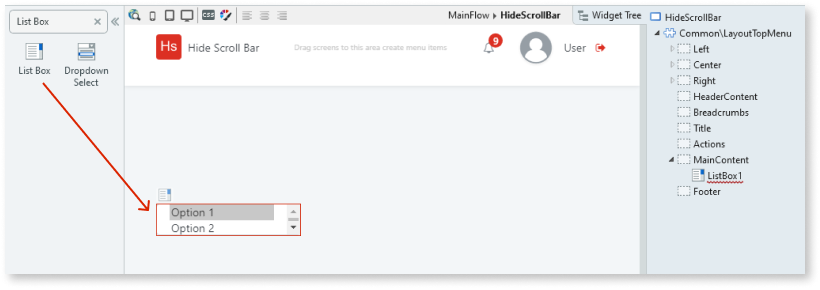 List Box
List Box
Dropdown
Select
CSS
MainFlow ▸ HideScrollBar
Widget Tree
Hs
Hide Scroll Bar
Drag screens to this area create menu items
9
User
Option 1
Option 2
HideScrollBar
Common\LayoutTopMenu
Left
Center
Right
HeaderContent
Breadcrumbs
Title
Actions
MainContent
ListBox1
Footer